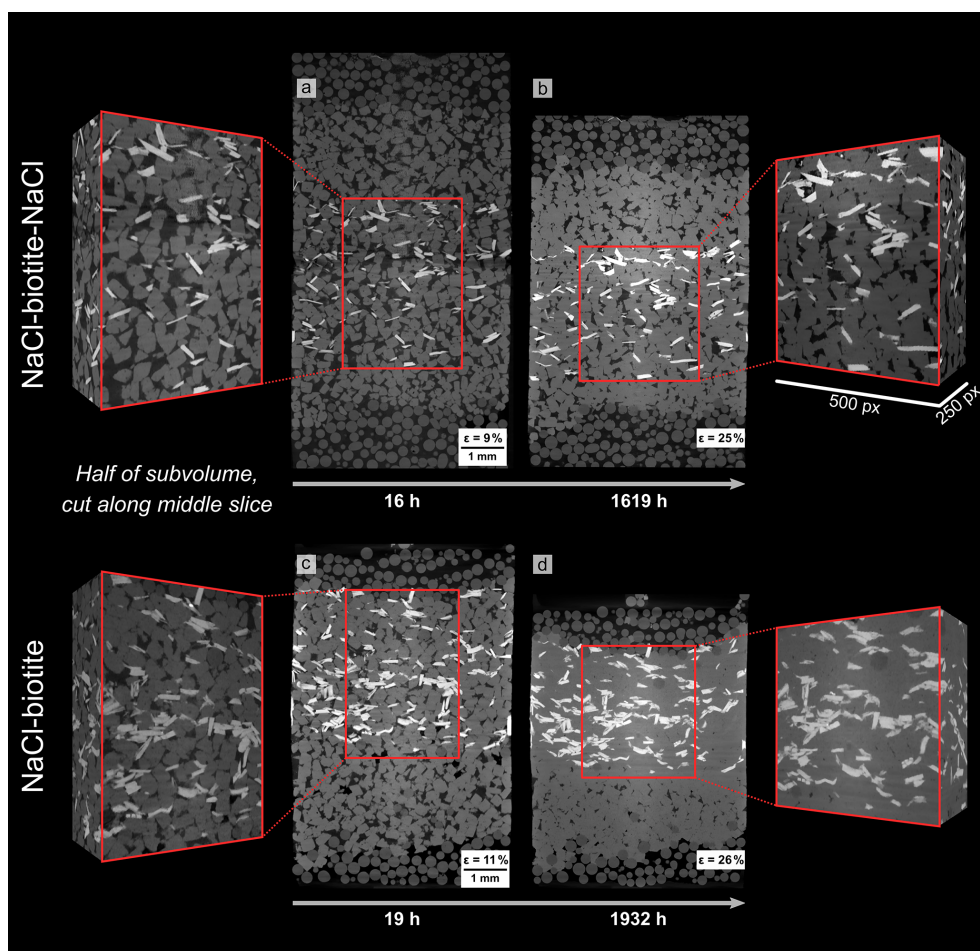 NaCl-biotite-NaCl
a
b
ε = 9%
1 mm
ε = 25%
500 px
250 px
Half of subvolume,
cut along middle slice
16 h
1619 h
NaCl-biotite
c
d
ε = 11%
1 mm
ε = 26%
19 h
1932 h